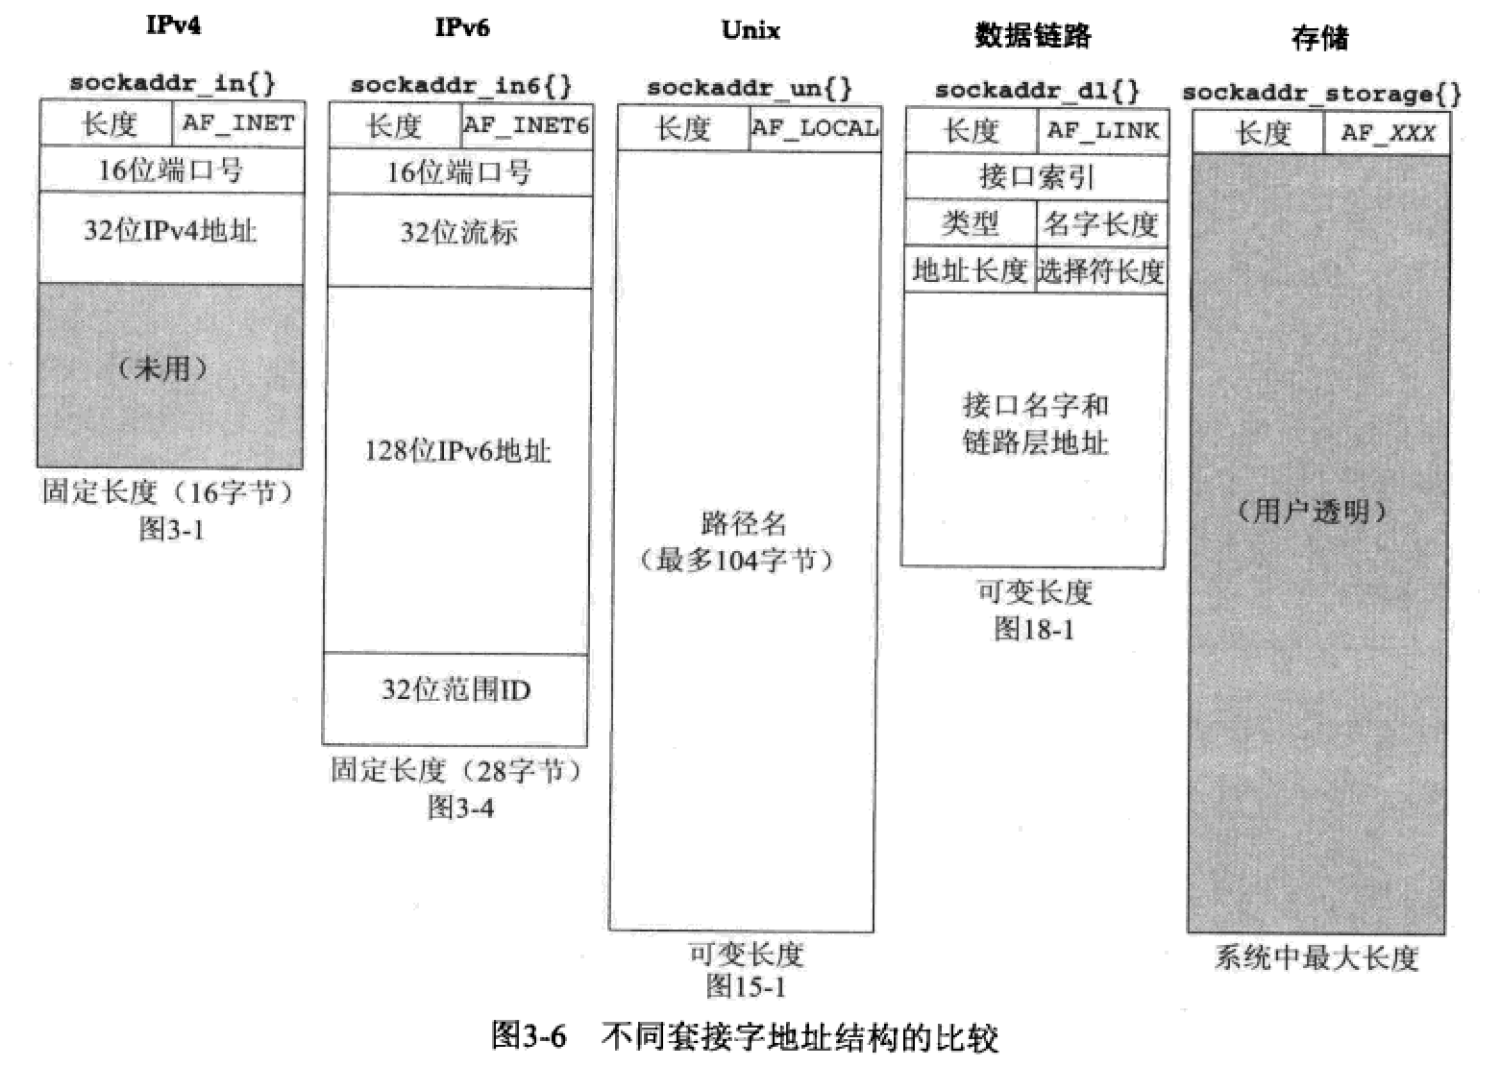 IPv4
sockaddr_in{}
长度 AF_INET
16位端口号
32位IPv4地址
（未用）
固定长度（16字节）
图3-1
IPv6
sockaddr_in6{}
长度 AF_INET6
16位端口号
32位流标
128位IPv6地址
32位范围ID
固定长度（28字节）
图3-4
Unix
sockaddr_un{}
长度 AF_LOCAL
路径名
（最多104字节）
可变长度
图15-1
数据链路
sockaddr_dl{}
长度 AF_LINK
接口索引
类型 名字长度
地址长度 选择符长度
接口名字和
链路层地址
可变长度
图18-1
存储
sockaddr_storage{}
长度 AF_XXX
（用户透明）
系统中最大长度
图3-6 不同套接字地址结构的比较